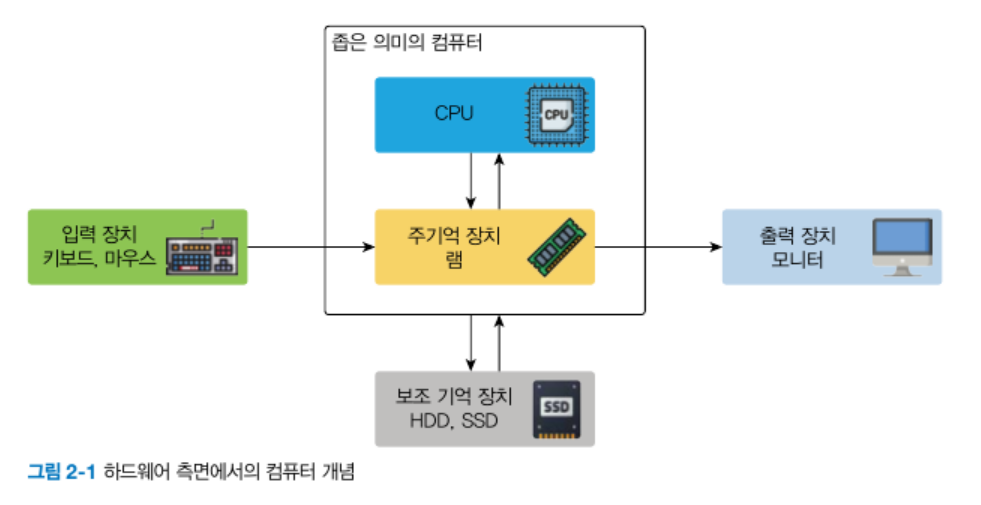 좁은 의미의 컴퓨터
CPU
CPU
입력 장치
키보드, 마우스
주기억 장치
램
출력 장치
모니터
보조 기억 장치
HDD, SSD
SSD
그림 2-1 하드웨어 측면에서의 컴퓨터 개념